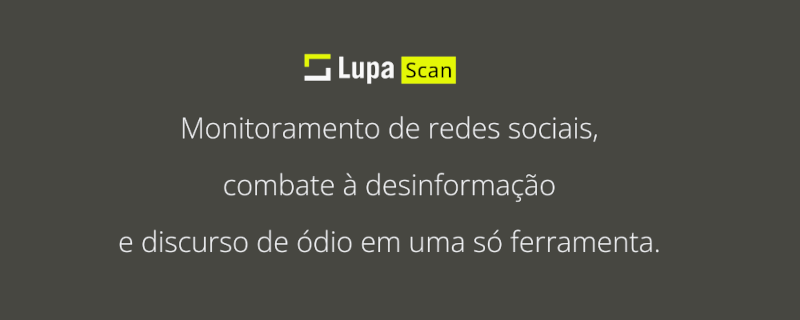 Lupa Scan
Monitoramento de redes sociais,
combate à desinformação
e discurso de ódio em uma só ferramenta.